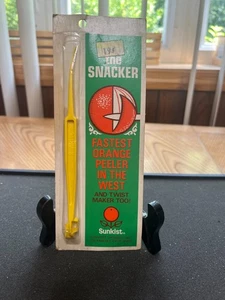 the
SNACKER
FASTEST
ORANGE
PEELER
IN THE
WEST
AND TWIST
MAKER TOO!
Sunkist